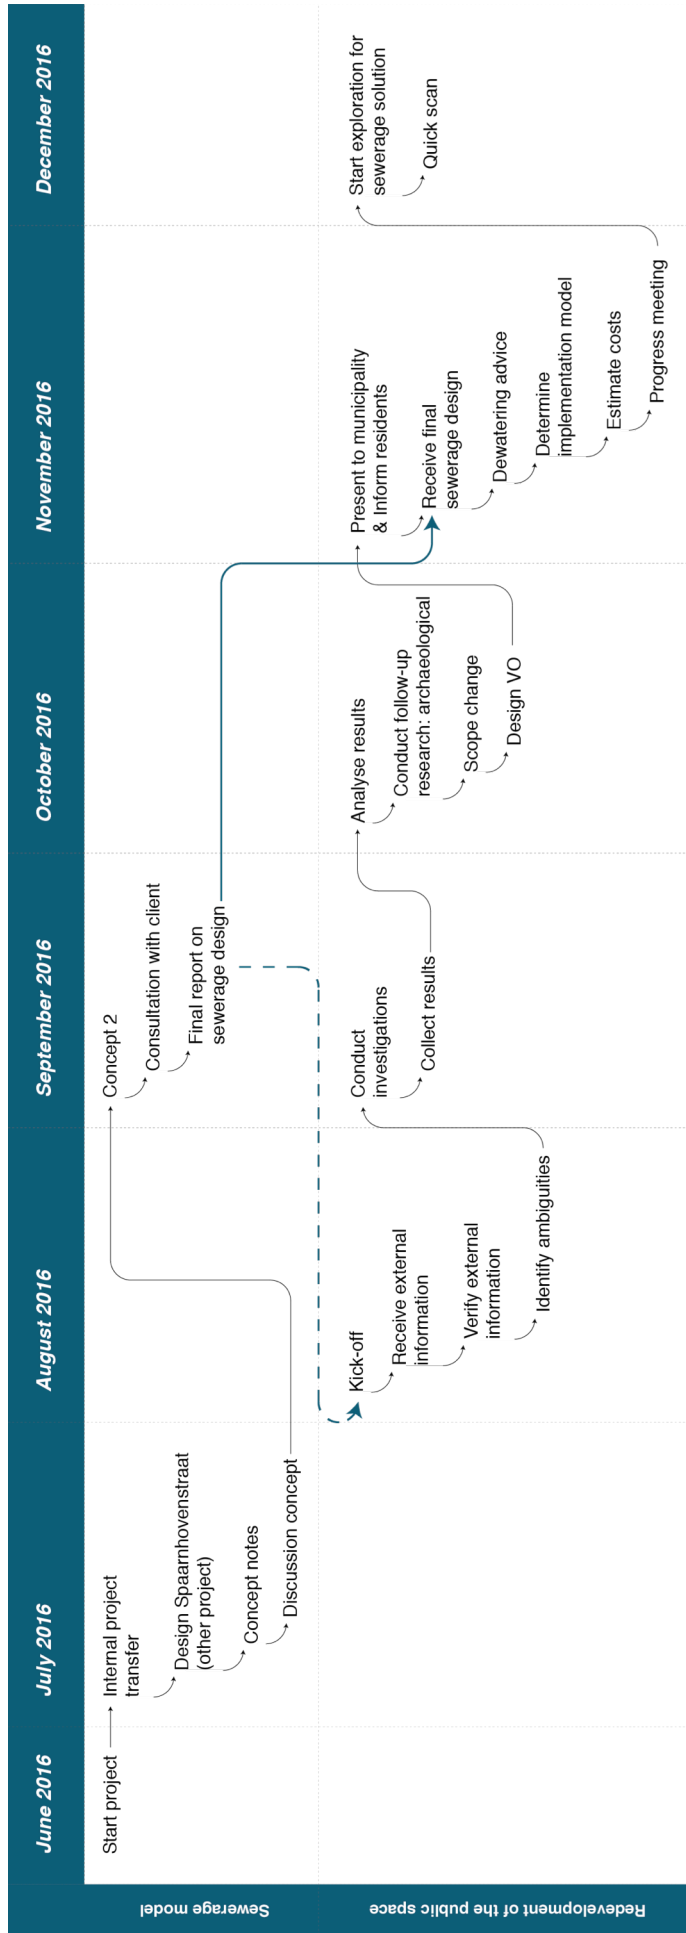 June 2016
July 2016
August 2016
September 2016
October 2016
November 2016
December 2016
Sewerage model
Start project
Internal project
transfer
Design Spaarnhovenstraat
(other project)
Concept notes
Discussion concept
Concept 2
Consultation with client
Final report on
sewerage design
Redevelopment of the public space
Kick-off
Receive external
information
Verify external
information
Identify ambiguities
Conduct
investigations
Collect results
Analyse results
Conduct follow-up
research: archaeological
Scope change
Design VO
Present to municipality
& Inform residents
Receive final
sewerage design
Dewatering advice
Determine
implementation model
Estimate costs
Progress meeting
Start exploration for
sewerage solution
Quick scan